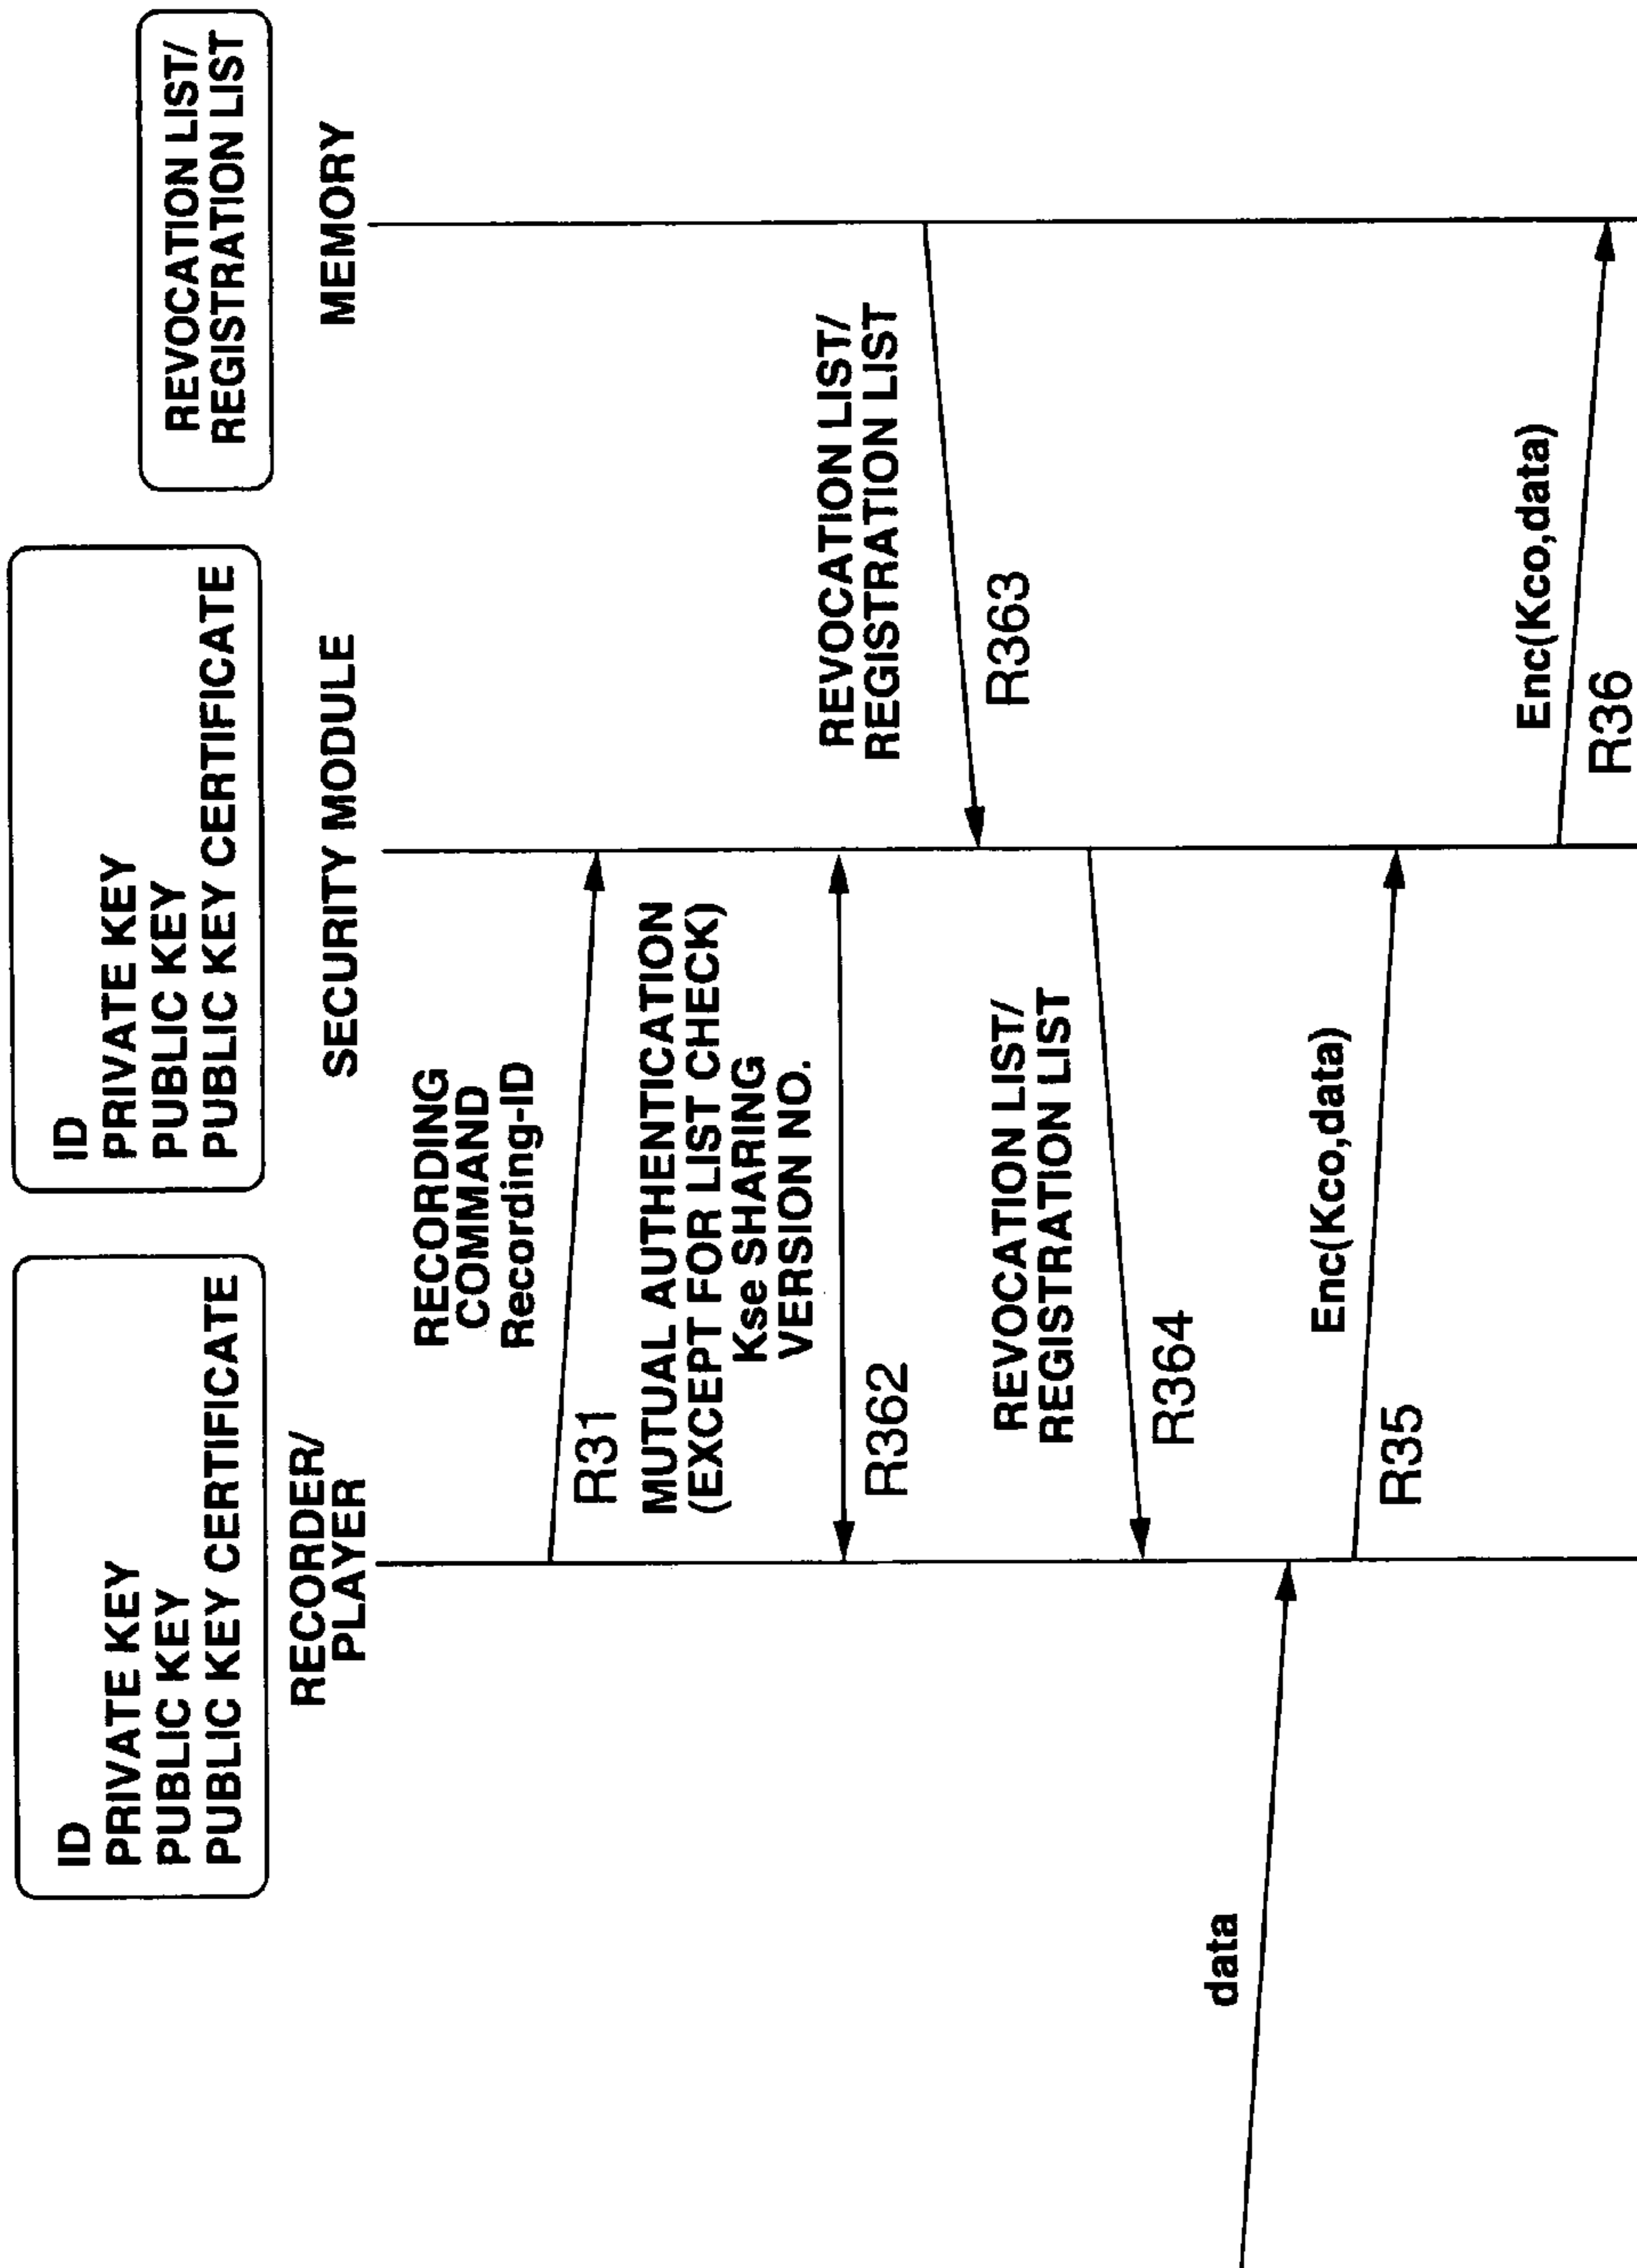 ID
PRIVATE KEY
PUBLIC KEY
PUBLIC KEY CERTIFICATE
RECORDER/
PLAYER
ID
PRIVATE KEY
PUBLIC KEY
PUBLIC KEY CERTIFICATE
SECURITY MODULE
REVOCATION LIST/
REGISTRATION LIST
MEMORY
RECORDING
COMMAND
Recording-ID
R31
MUTUAL AUTHENTICATION
(EXCEPT FOR LIST CHECK)
Kse SHARING
VERSION NO.
R362
REVOCATION LIST/
REGISTRATION LIST
R363
REVOCATION LIST/
REGISTRATION LIST
R364
data
Enc(Kco,data)
R35
Enc(Kco,data)
R36